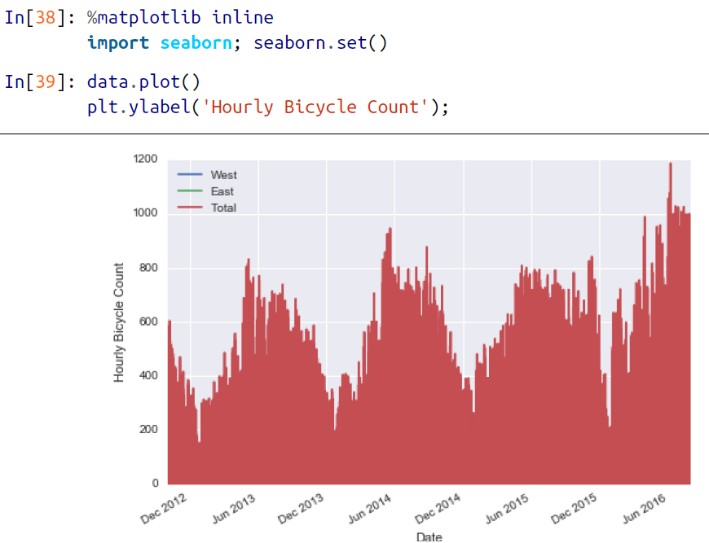 In[38]: %matplotlib inline
import seaborn; seaborn.set()
In[39]: data.plot()
plt.ylabel('Hourly Bicycle Count');
1200
1000
800
600
400
200
0
West
East
Total
Hourly Bicycle Count
Dec 2012
Jun 2013
Dec 2013
Jun 2014
Dec 2014
Jun 2015
Dec 2015
Jun 2016
Date